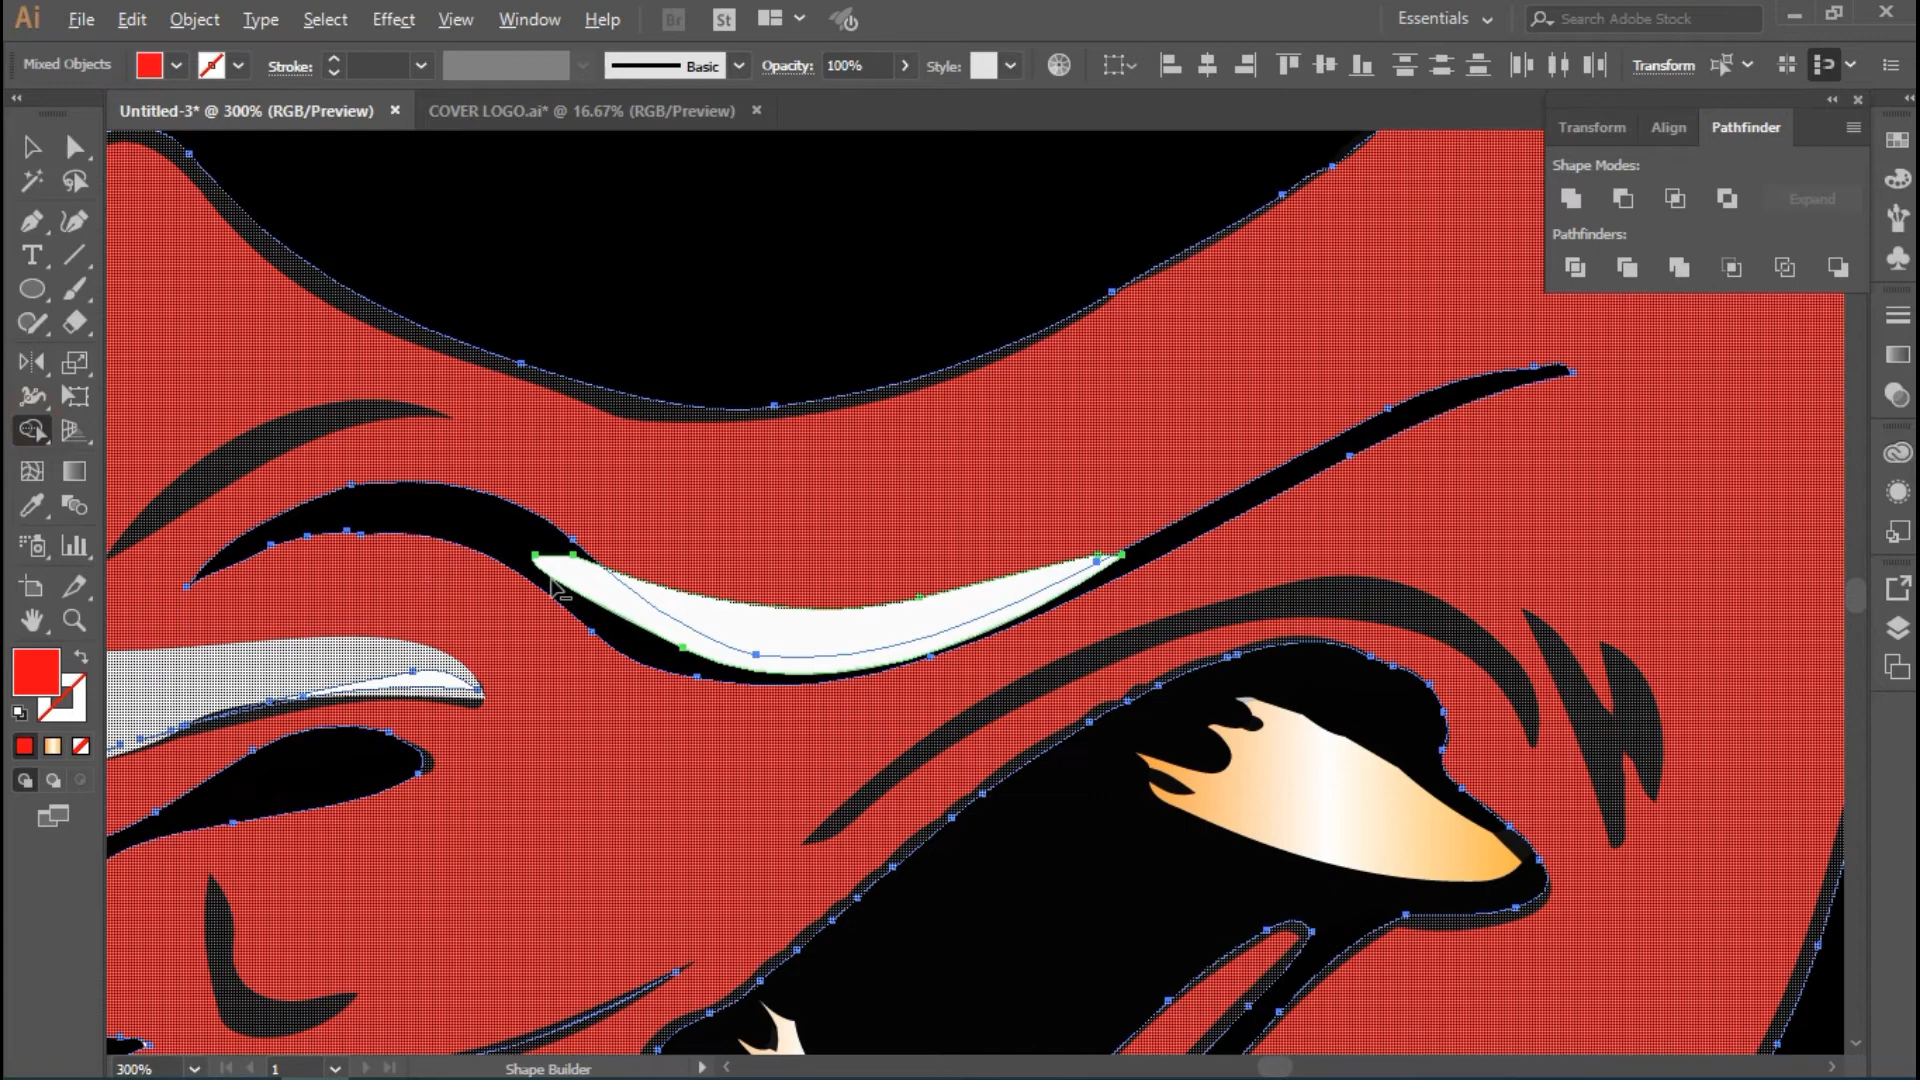 Ai File Edit Object Type Select Effect View Window Help Br St Essentials Search Adobe Stock
Mixed Objects Stroke: Basic Opacity: 100% Style: Transform
Untitled-3* @ 300% (RGB/Preview) COVER LOGO.ai* @ 16.67% (RGB/Preview)
Transform Align Pathfinder
Shape Modes:
Expand
Pathfinders:
300% 1 Shape Builder